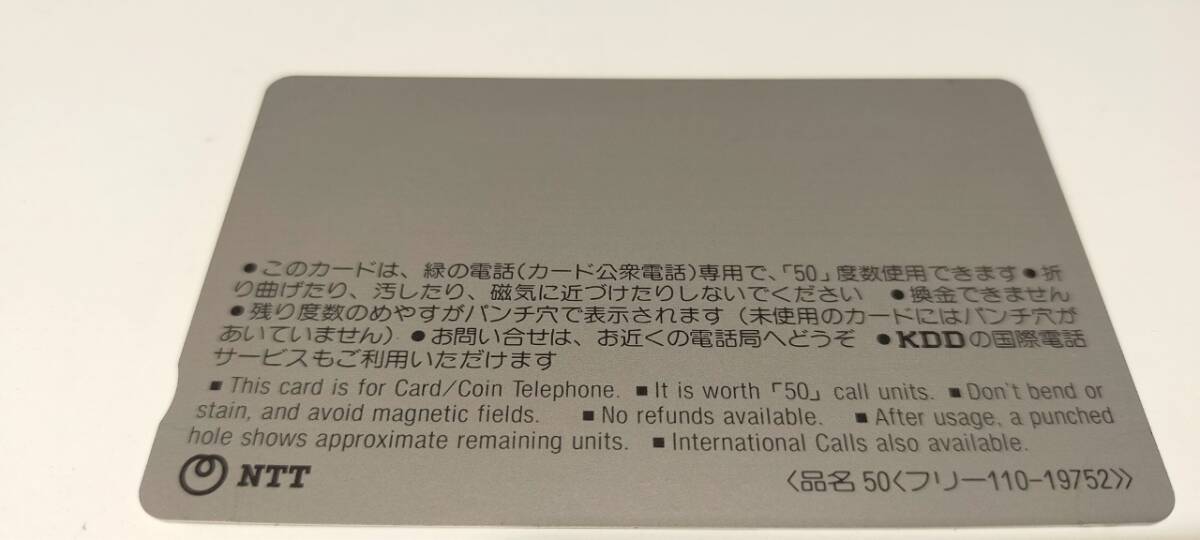 ●このカードは、緑の電話(カード公衆電話)専用で、「50」度数使用できます●折
り曲げたり、汚したり、磁気に近づけたりしないでください ●換金できません
●残り度数のめやすがパンチ穴で表示されます(未使用のカードにはパンチ穴が
あいていません)●お問い合せは、お近くの電話局へどうぞ ●KDDの国際電話
サービスもご利用いただけます
■ This card is for Card/Coin Telephone. ■ It is worth「50」call units. ■ Don't bend or
stain, and avoid magnetic fields. ■ No refunds available. ■ After usage, a punched
hole shows approximate remaining units. ■ International Calls also available.
NTT 〈品名 50〈フリー110-19752〉〉